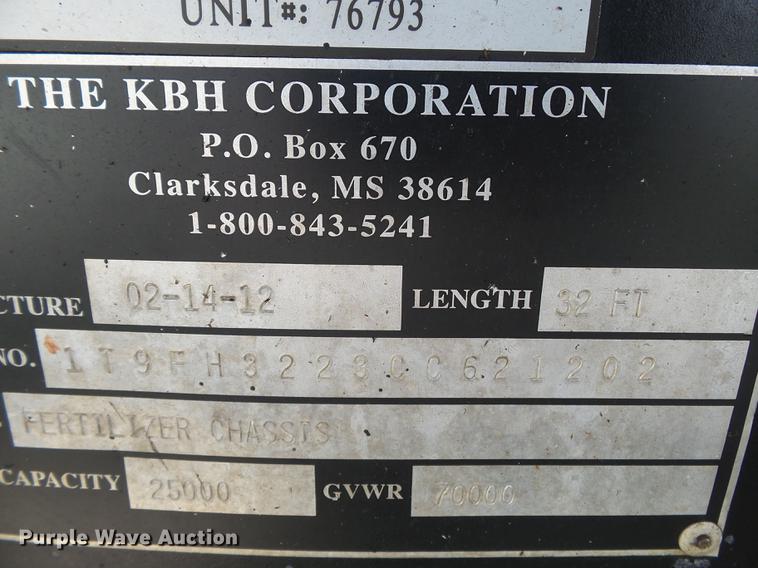 UNIT#: 76793
THE KBH CORPORATION
P.O. Box 670
Clarksdale, MS 38614
1-800-843-5241
CTURE 02-14-12 LENGTH 32 FT
NO. 1T9FH3223CC621202
FERTILIZER CHASSIS
CAPACITY 25000 GVWR 70000
Purple Wave Auction